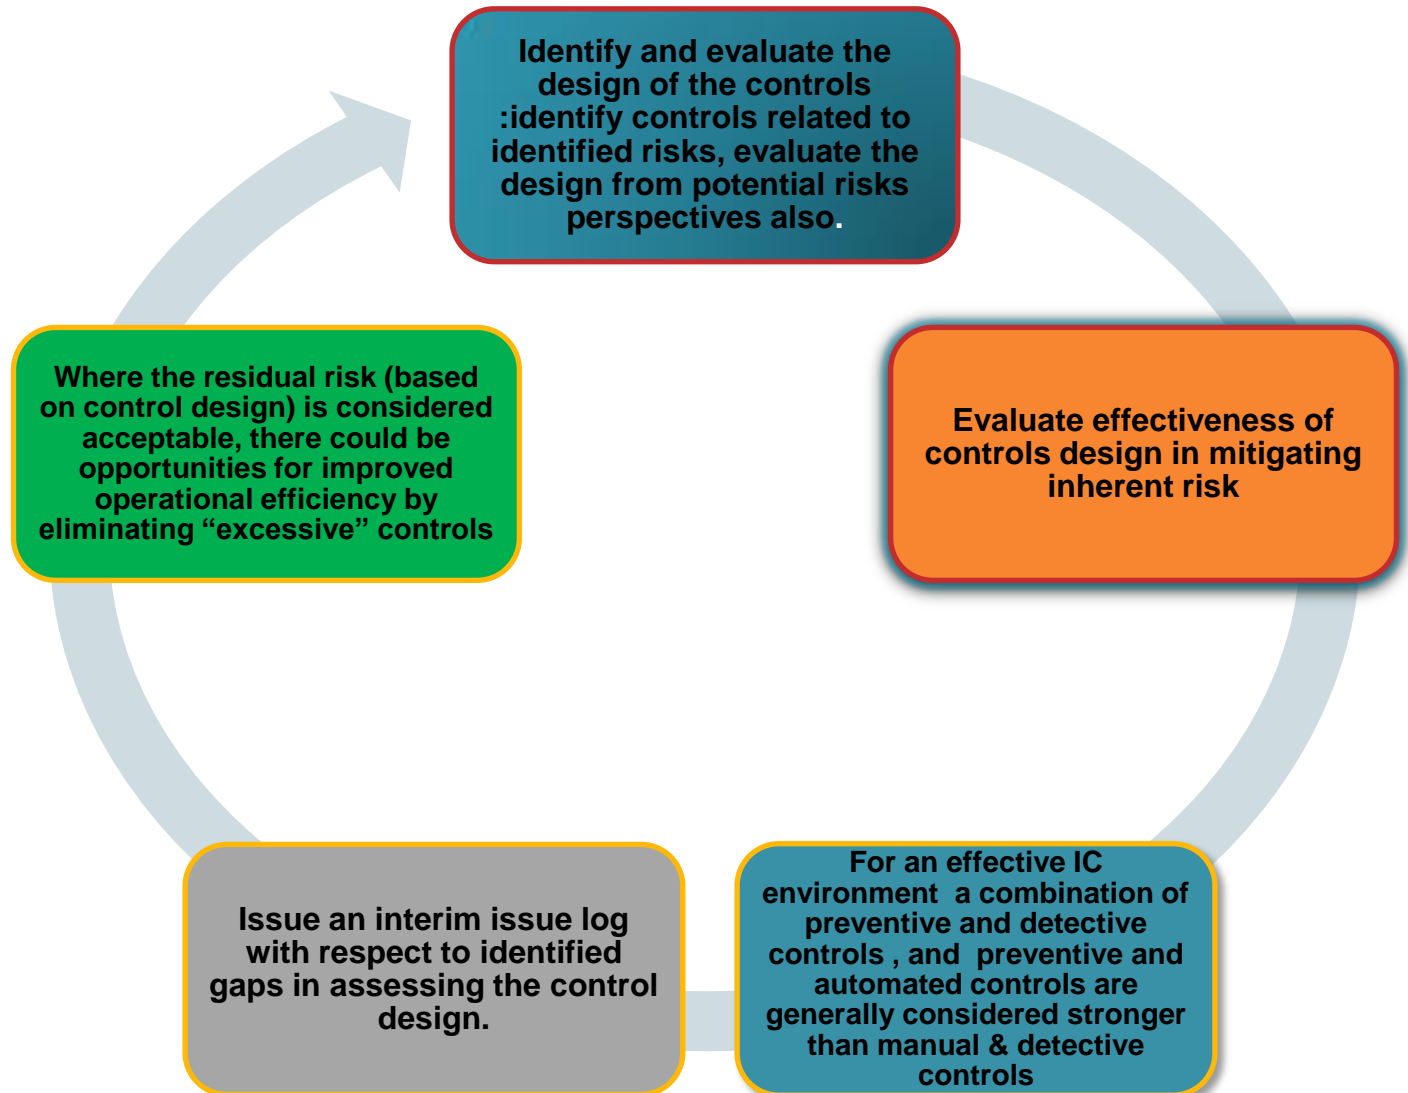 Identify and evaluate the
design of the controls
:identify controls related to
identified risks, evaluate the
design from potential risks
perspectives also.
Evaluate effectiveness of
controls design in mitigating
inherent risk
For an effective IC
environment a combination of
preventive and detective
controls , and preventive and
automated controls are
generally considered stronger
than manual & detective
controls
Issue an interim issue log
with respect to identified
gaps in assessing the control
design.
Where the residual risk (based
on control design) is considered
acceptable, there could be
opportunities for improved
operational efficiency by
eliminating “excessive” controls